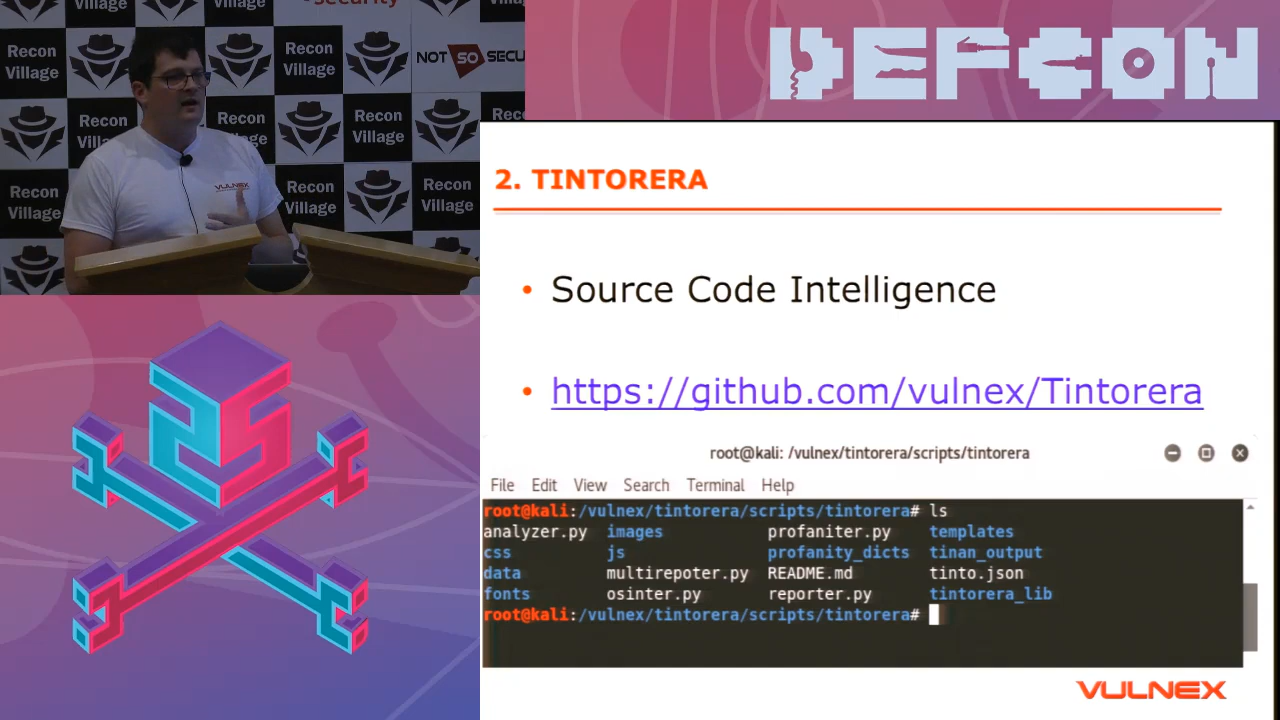 security
Recon
Village
Recon
Village
NOT SO SECU
Recon
Villag
Recon
Village
Recon
Village
Recon
Village
Recon
Village
Recon
Village
VULNEX
DEFCON
2. TINTORERA
• Source Code Intelligence
• https://github.com/vulnex/Tintorera
root@kali: /vulnex/tintorera/scripts/tintorera
File Edit View Search Terminal Help
root@kali:/vulnex/tintorera/scripts/tintorera# ls
analyzer.py images profaniter.py templates
css js profanity_dicts tinan_output
data multirepoter.py README.md tinto.json
fonts osinter.py reporter.py tintorera_lib
root@kali:/vulnex/tintorera/scripts/tintorera#
VULNEX